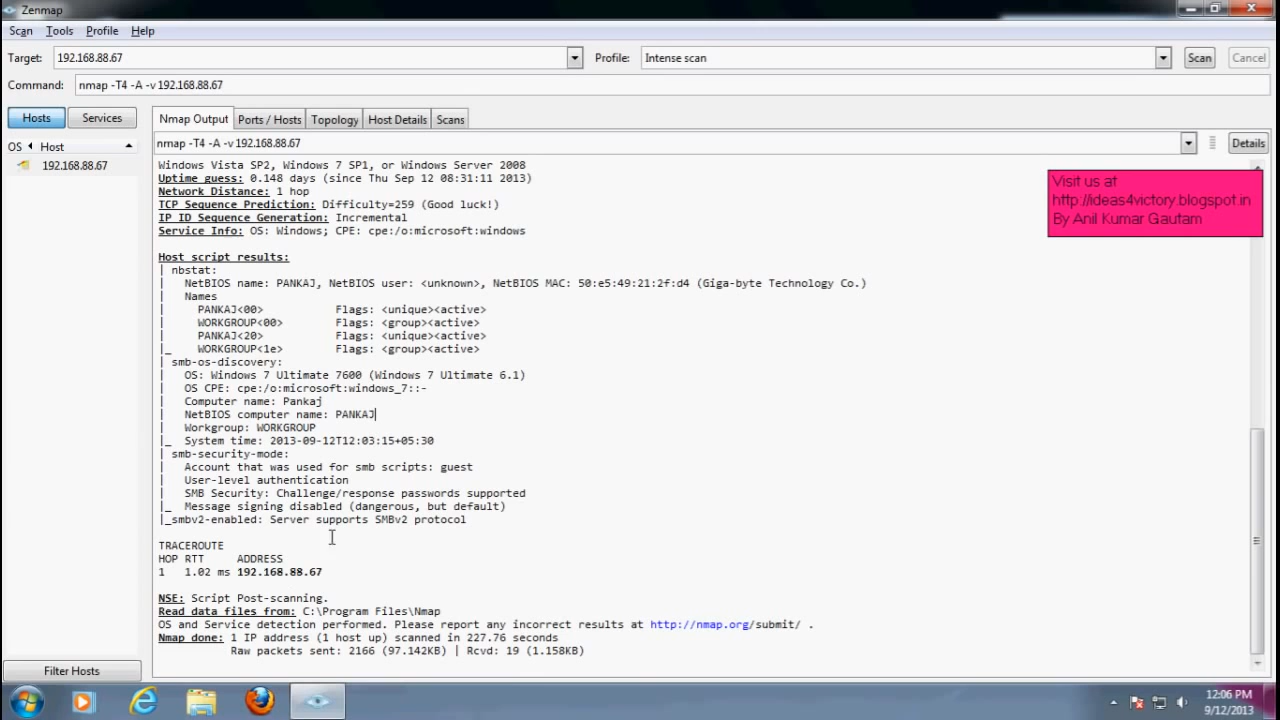 Zenmap
Scan Tools Profile Help
Target: 192.168.88.67 Profile: Intense scan Scan Cancel
Command: nmap -T4 -A -v 192.168.88.67
Hosts Services Nmap Output Ports / Hosts Topology Host Details Scans
OS Host
192.168.88.67
nmap -T4 -A -v 192.168.88.67 Details
Windows Vista SP2, Windows 7 SP1, or Windows Server 2008
Uptime guess: 0.148 days (since Thu Sep 12 08:31:11 2013)
Network Distance: 1 hop
TCP Sequence Prediction: Difficulty=259 (Good luck!)
IP ID Sequence Generation: Incremental
Service Info: OS: Windows; CPE: cpe:/o:microsoft:windows
Visit us at
http://ideas4victory.blogspot.in
By Anil Kumar Gautam
Host script results:
| nbstat:
|   NetBIOS name: PANKAJ, NetBIOS user: <unknown>, NetBIOS MAC: 50:e5:49:21:2f:d4 (Giga-byte Technology Co.)
|   Names
|     PANKAJ<00>           Flags: <unique><active>
|     WORKGROUP<00>        Flags: <group><active>
|     PANKAJ<20>           Flags: <unique><active>
|_    WORKGROUP<1e>        Flags: <group><active>
| smb-os-discovery:
|   OS: Windows 7 Ultimate 7600 (Windows 7 Ultimate 6.1)
|   OS CPE: cpe:/o:microsoft:windows_7::-
|   Computer name: Pankaj
|   NetBIOS computer name: PANKAJ
|   Workgroup: WORKGROUP
|_  System time: 2013-09-12T12:03:15+05:30
| smb-security-mode:
|   Account that was used for smb scripts: guest
|   User-level authentication
|   SMB Security: Challenge/response passwords supported
|_  Message signing disabled (dangerous, but default)
|_smbv2-enabled: Server supports SMBv2 protocol
TRACEROUTE
HOP RTT     ADDRESS
1   1.02 ms 192.168.88.67
NSE: Script Post-scanning.
Read data files from: C:\Program Files\Nmap
OS and Service detection performed. Please report any incorrect results at http://nmap.org/submit/ .
Nmap done: 1 IP address (1 host up) scanned in 227.76 seconds
Raw packets sent: 2166 (97.142KB) | Rcvd: 19 (1.158KB)
Filter Hosts
12:06 PM
9/12/2013